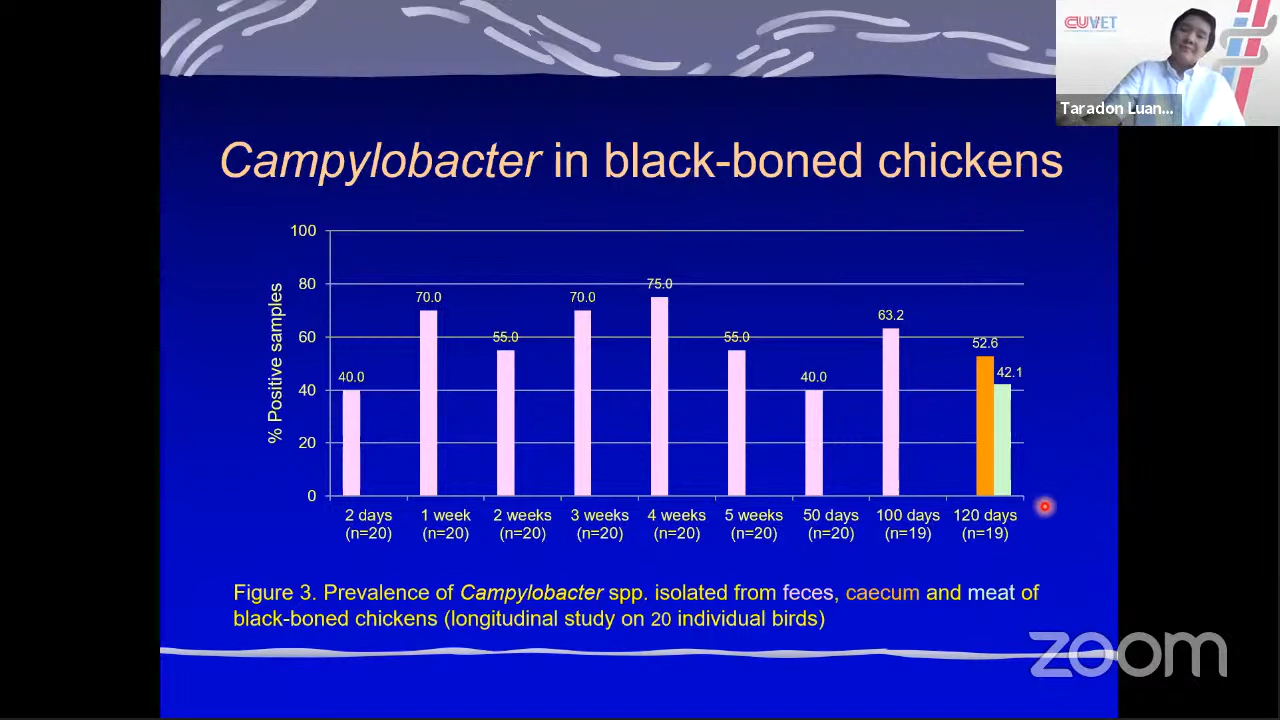 CUVET
Taradon Luan...
Campylobacter in black-boned chickens
% Positive samples
100
80
60
40
20
0
40.0
70.0
55.0
70.0
75.0
55.0
40.0
63.2
52.6
42.1
2 days 1 week 2 weeks 3 weeks 4 weeks 5 weeks 50 days 100 days 120 days
(n=20) (n=20) (n=20) (n=20) (n=20) (n=20) (n=20) (n=19) (n=19)
Figure 3. Prevalence of Campylobacter spp. isolated from feces, caecum and meat of
black-boned chickens (longitudinal study on 20 individual birds)
zoom